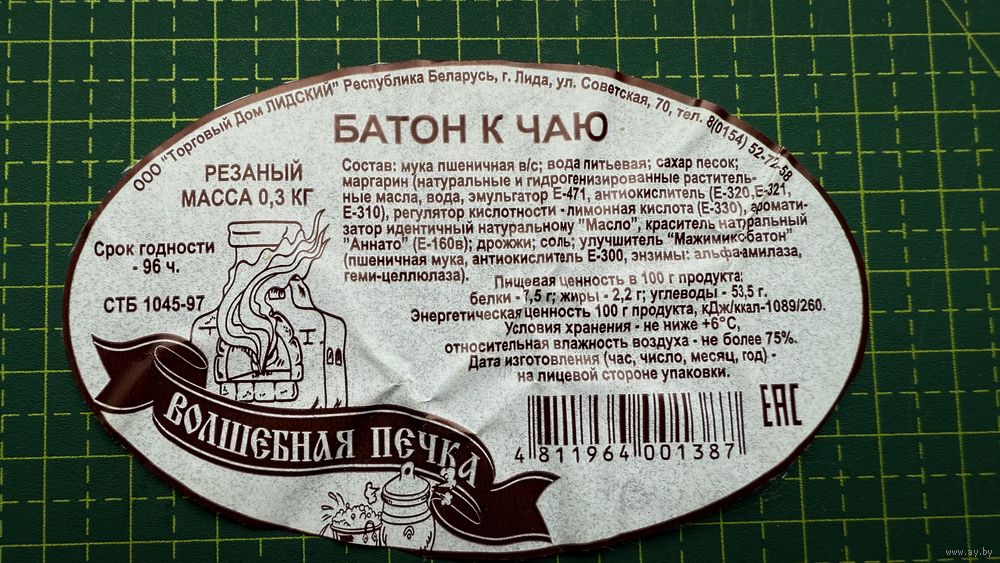 ООО "Торговый Дом ЛИДСКИЙ" Республика Беларусь, г. Лида, ул. Советская, 70, тел. 8(0154) 52-72-58
БАТОН К ЧАЮ
РЕЗАНЫЙ
МАССА 0,3 КГ
Срок годности
- 96 ч.
СТБ 1045-97
Состав: мука пшеничная в/с; вода питьевая; сахар песок;
маргарин (натуральные и гидрогенизированные раститель-
ные масла, вода, эмульгатор Е-471, антиокислитель (Е-320,Е-321,
Е-310), регулятор кислотности - лимонная кислота (Е-330), аромати-
затор идентичный натуральному "Масло", краситель натуральный
"Аннато" (Е-160в); дрожжи; соль; улучшитель "Мажимикс батон"
(пшеничная мука, антиокислитель Е-300, энзимы: альфа-амилаза,
геми-целлюлаза).
Пищевая ценность в 100 г продукта:
белки - 7,5 г; жиры - 2,2 г; углеводы - 53,5 г.
Энергетическая ценность 100 г продукта, кДж/ккал-1089/260.
Условия хранения - не ниже +6°С,
относительная влажность воздуха - не более 75%.
Дата изготовления (час, число, месяц, год) -
на лицевой стороне упаковки.
ВОЛШЕБНАЯ ПЕЧКА
4 811964 001387
ЕАС
www.ay.by